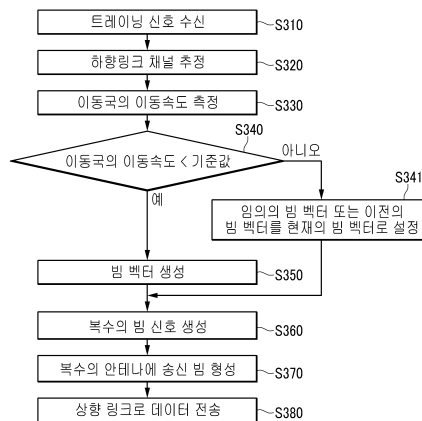 트레이닝 신호 수신
S310
하향링크 채널 추정
S320
이동국의 이동속도 측정
S330
S340
이동국의 이동속도 < 기준값
아니오
예
S341
임의의 빔 벡터 또는 이전의
빔 벡터를 현재의 빔 벡터로 설정
빔 벡터 생성
S350
복수의 빔 신호 생성
S360
복수의 안테나에 송신 빔 형성
S370
상향 링크로 데이터 전송
S380